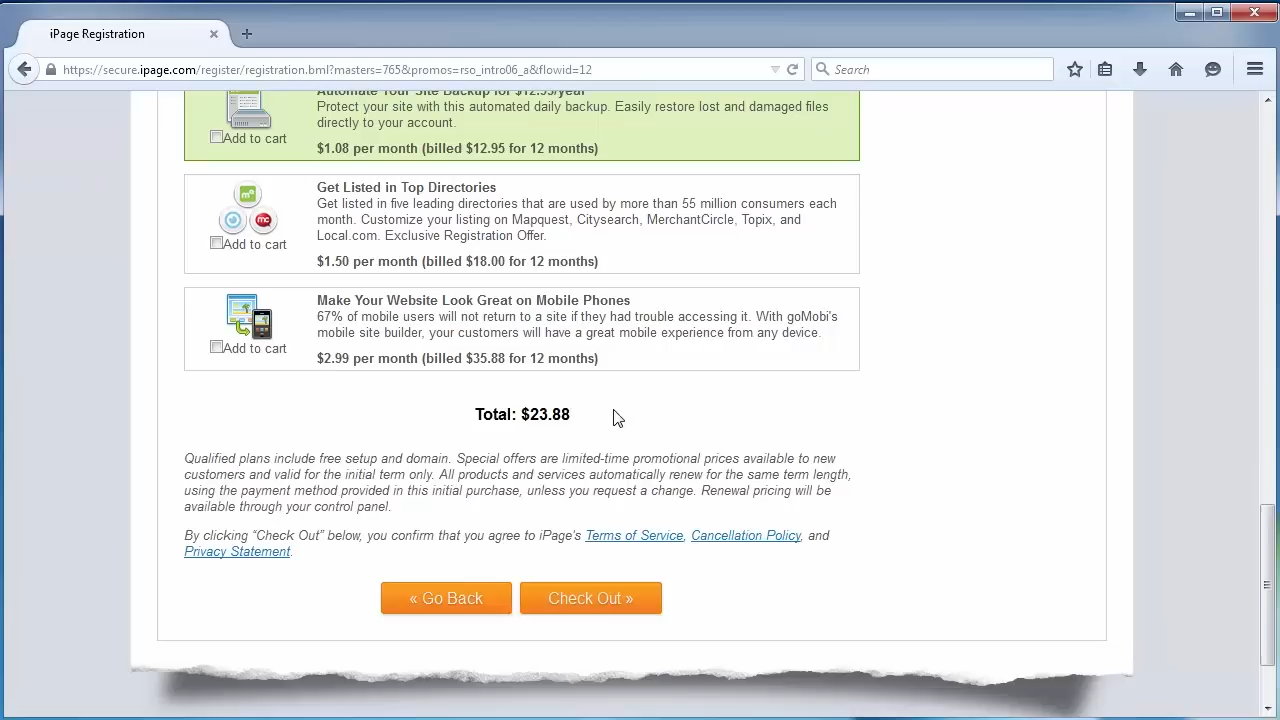 iPage Registration
https://secure.ipage.com/register/registration.bml?masters=765&promos=rso_intro06_a&flowid=12
Search
Automate Your Site Backup for $12.95/year
Protect your site with this automated daily backup. Easily restore lost and damaged files
directly to your account.
Add to cart
$1.08 per month (billed $12.95 for 12 months)
Get Listed in Top Directories
Get listed in five leading directories that are used by more than 55 million consumers each
month. Customize your listing on Mapquest, Citysearch, MerchantCircle, Topix, and
Local.com. Exclusive Registration Offer.
Add to cart
$1.50 per month (billed $18.00 for 12 months)
Make Your Website Look Great on Mobile Phones
67% of mobile users will not return to a site if they had trouble accessing it. With goMobi's
mobile site builder, your customers will have a great mobile experience from any device.
Add to cart
$2.99 per month (billed $35.88 for 12 months)
Total: $23.88
Qualified plans include free setup and domain. Special offers are limited-time promotional prices available to new
customers and valid for the initial term only. All products and services automatically renew for the same term length,
using the payment method provided in this initial purchase, unless you request a change. Renewal pricing will be
available through your control panel.
By clicking “Check Out” below, you confirm that you agree to iPage's Terms of Service, Cancellation Policy, and
Privacy Statement.
« Go Back
Check Out »